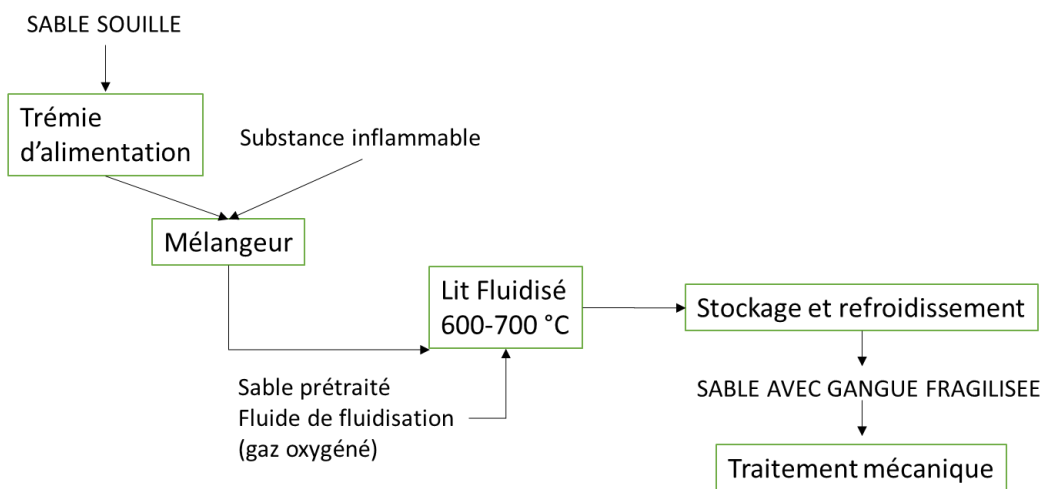 SABLE SOUILLE
Trémie
d'alimentation
Substance inflammable
Mélangeur
Lit Fluidisé
600-700 °C
Stockage et refroidissement
Sable prétraité
Fluide de fluidisation
(gaz oxygéné)
SABLE AVEC GANGUE FRAGILISEE
Traitement mécanique